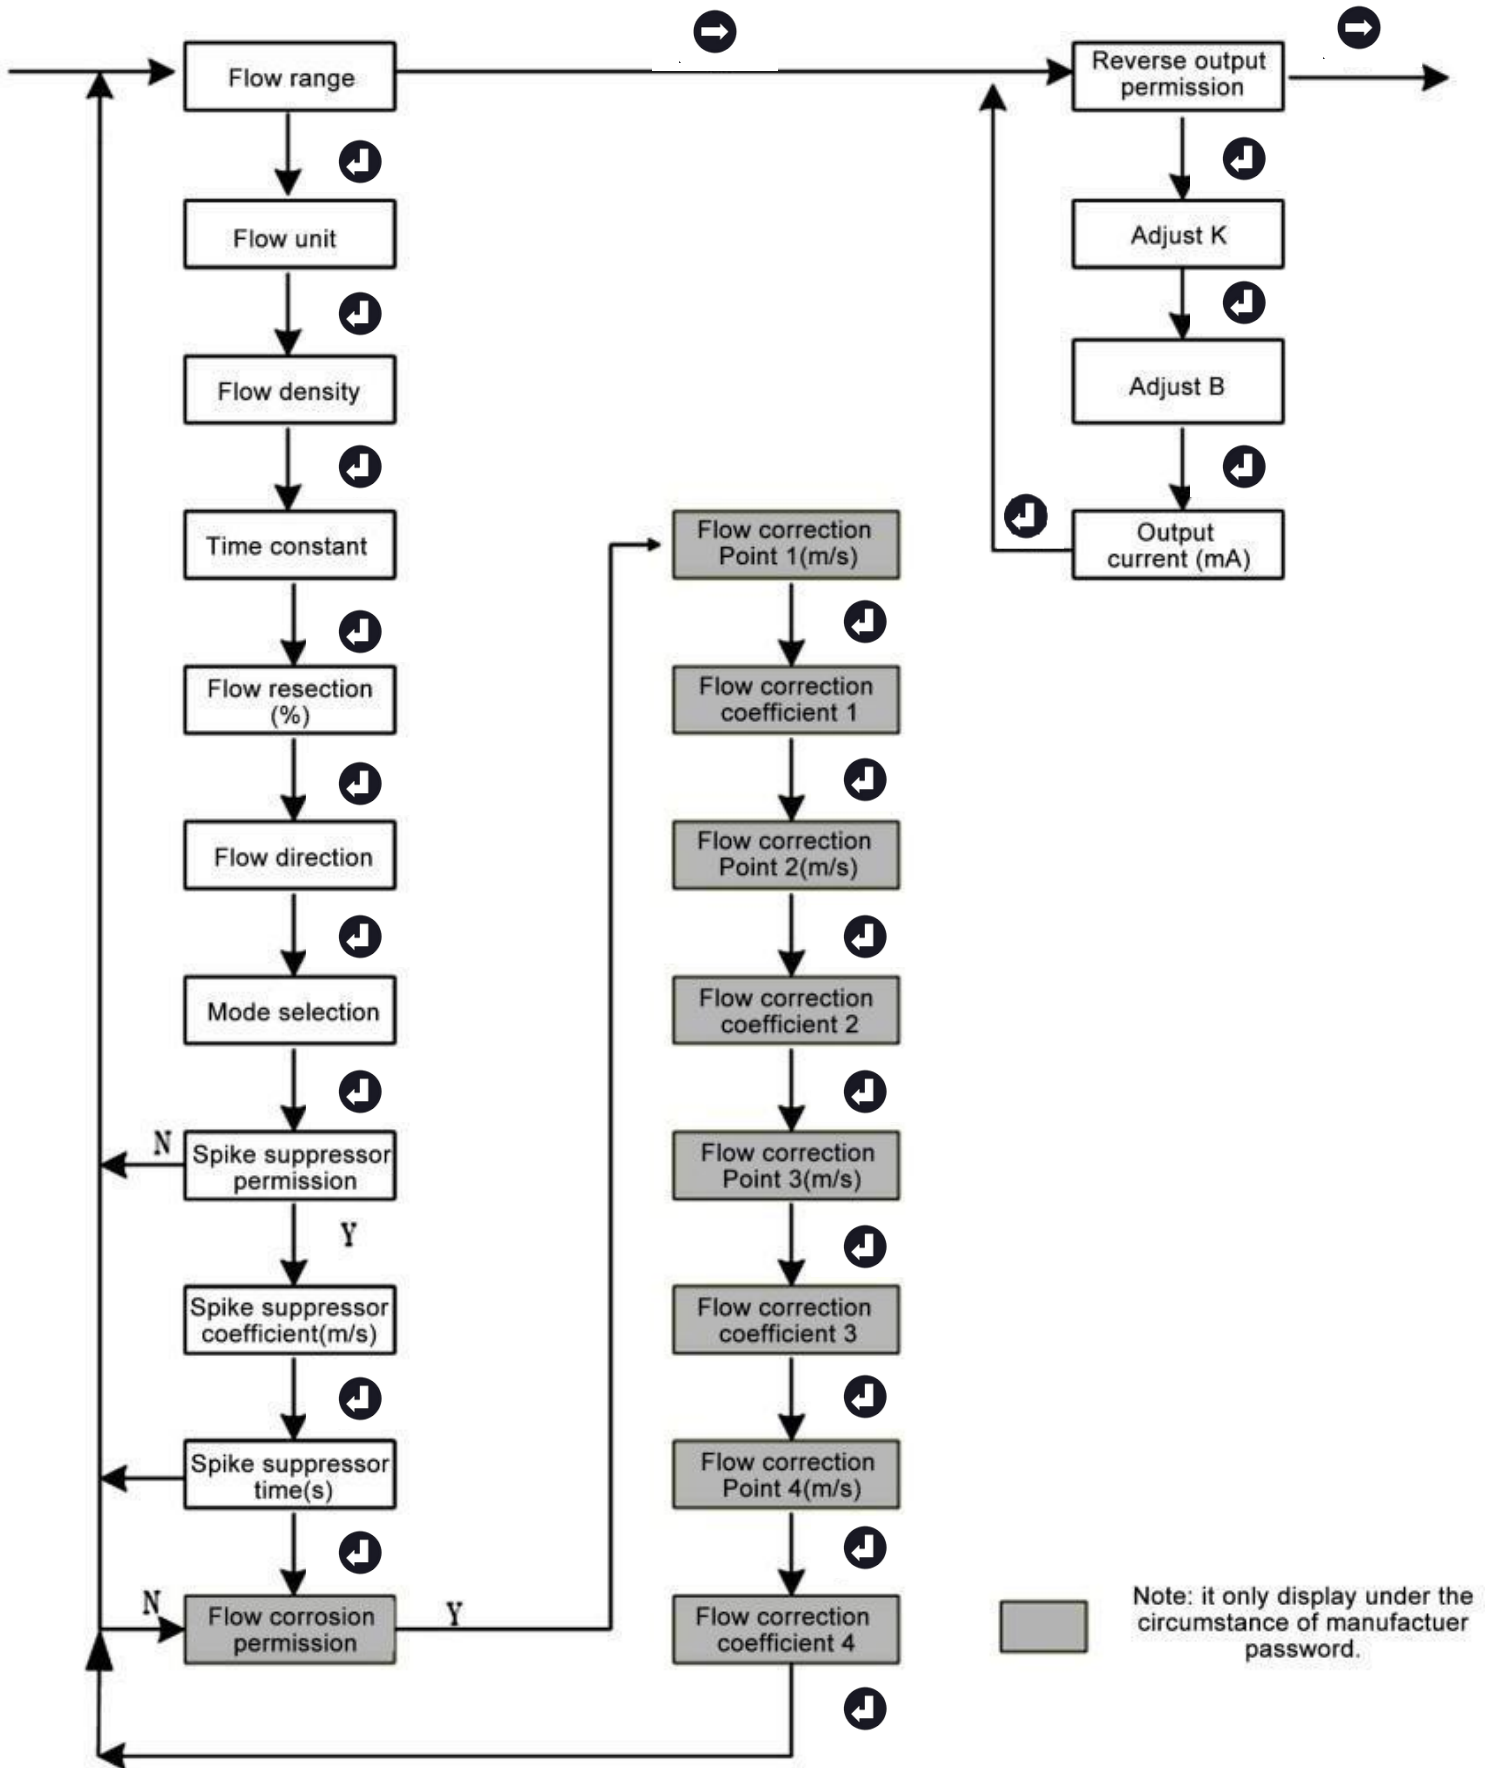 Flow range
Reverse output
permission
Flow unit
Adjust K
Flow density
Adjust B
Time constant
Flow correction
Point 1(m/s)
Output
current (mA)
Flow resection
(%)
Flow correction
coefficient 1
Flow direction
Flow correction
Point 2(m/s)
Mode selection
Flow correction
coefficient 2
N
Spike suppressor
permission
Flow correction
Point 3(m/s)
Y
Spike suppressor
coefficient(m/s)
Flow correction
coefficient 3
Spike suppressor
time(s)
Flow correction
Point 4(m/s)
N
Flow corrosion
permission
Y
Flow correction
coefficient 4
Note: it only display under the
circumstance of manufactuer
password.